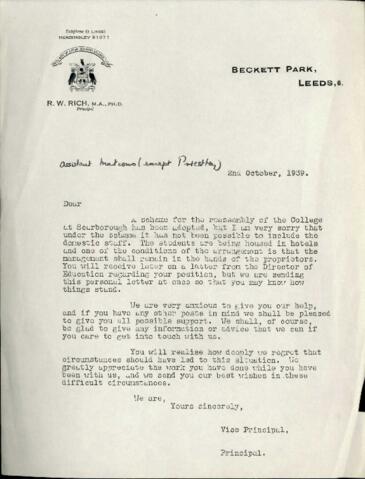 Telephone (2 Lines)
HEADINGLEY 51071
R. W. RICH, M.A., PH.D.
Principal
BECKETT PARK,
LEEDS, 6.
Assistant matrons (except Priestley)
2nd October, 1939.
Dear
A scheme for the reassembly of the College
at Scarborough has been adopted, but I am very sorry that
under the scheme it has not been possible to include the
domestic staff. The students are being housed in hotels
and one of the conditions of the arrangement is that the
management shall remain in the hands of the proprietors.
You will receive later on a letter from the Director of
Education regarding your position, but we are sending
this personal letter at once so that you may know how
things stand.
We are very anxious to give you our help,
and if you have any other posts in mind we shall be pleased
to give you all possible support. We shall, of course,
be glad to give any information or advice that we can if
you care to get into touch with us.
You will realise how deeply we regret that
circumstances should have led to this situation. We
greatly appreciate the work you have done while you have
been with us, and we send you our best wishes in these
difficult circumstances.
We are,
Yours sincerely,
Vice Principal,
Principal.